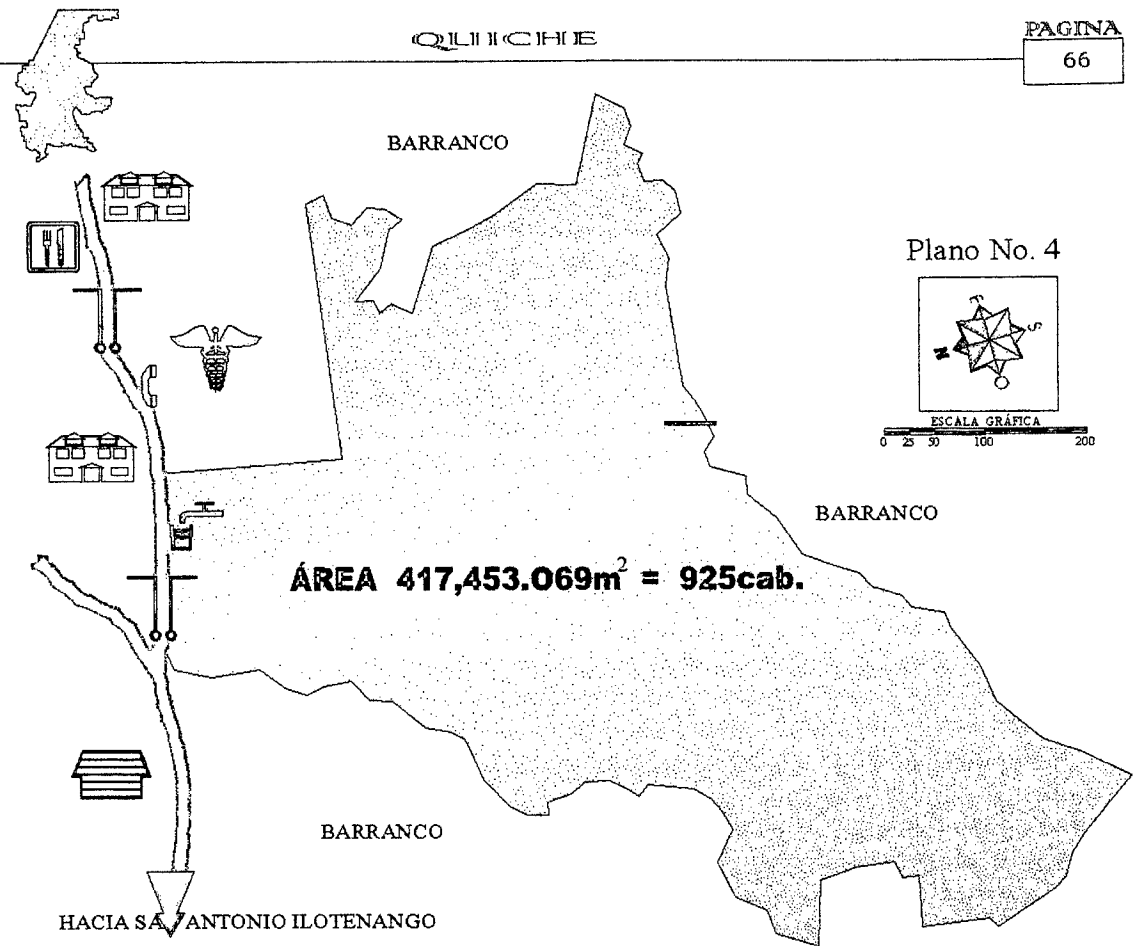 QUICHE
PAGINA
66
BARRANCO
Plano No. 4
E
S
N
O
ESCALA GRÁFICA
0 25 50 100 200
BARRANCO
ÁREA 417,453.069m² = 925cab.
BARRANCO
HACIA SAN ANTONIO ILOTENANGO